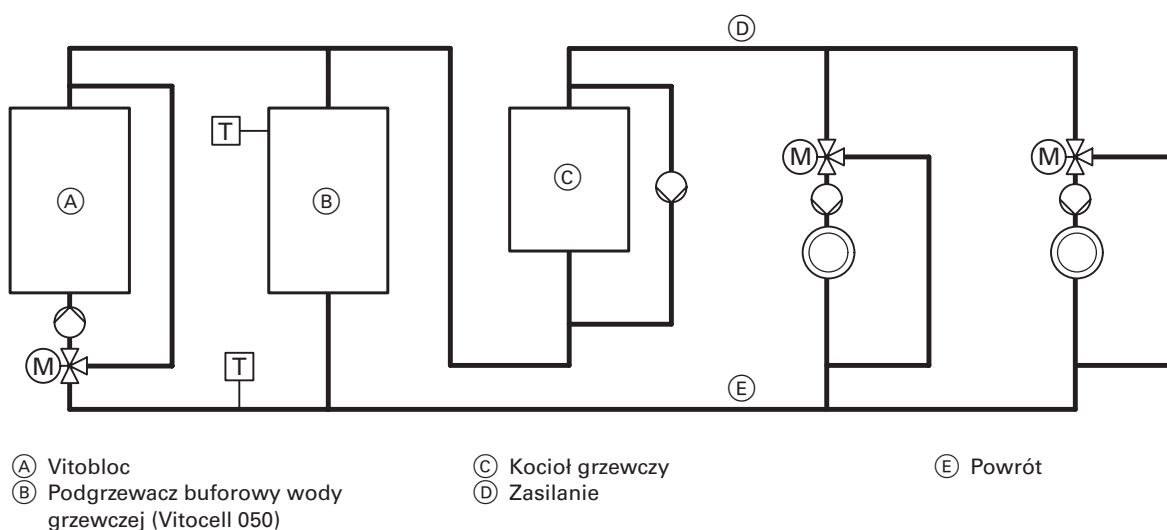 Ⓓ
T
M
M
Ⓐ
Ⓑ
Ⓒ
M
T
Ⓔ
Ⓐ Vitobloc
Ⓑ Podgrzewacz buforowy wody
grzewczej (Vitocell 050)
Ⓒ Kocioł grzewczy
Ⓓ Zasilanie
Ⓔ Powrót